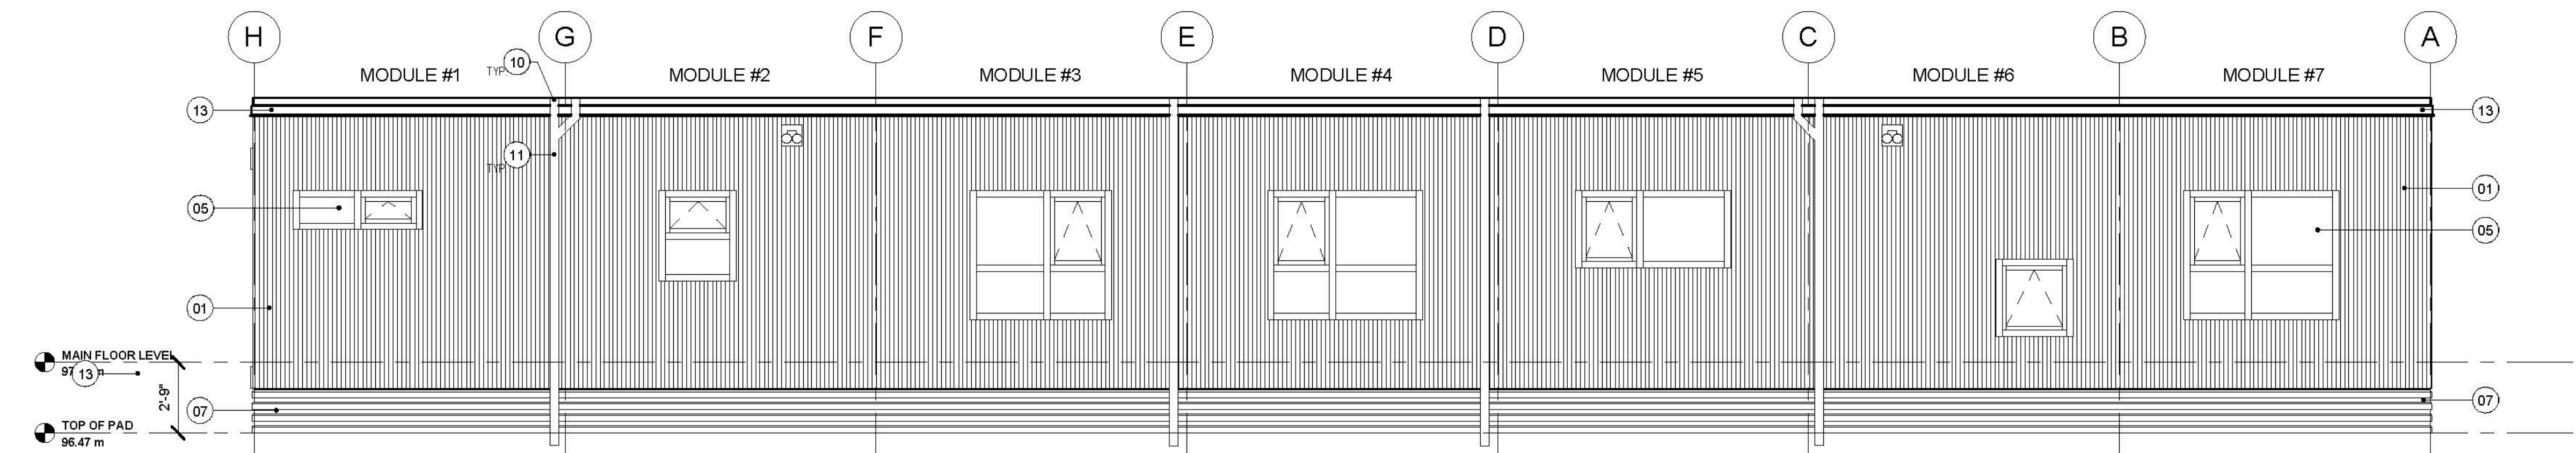 H G F E D C B A
MODULE #1 MODULE #2 MODULE #3 MODULE #4 MODULE #5 MODULE #6 MODULE #7
TYP. 10
13 13
TYP. 11
01
05
05
01
MAIN FLOOR LEVEL
13
2'-9"
07 07
TOP OF PAD
96.47 m